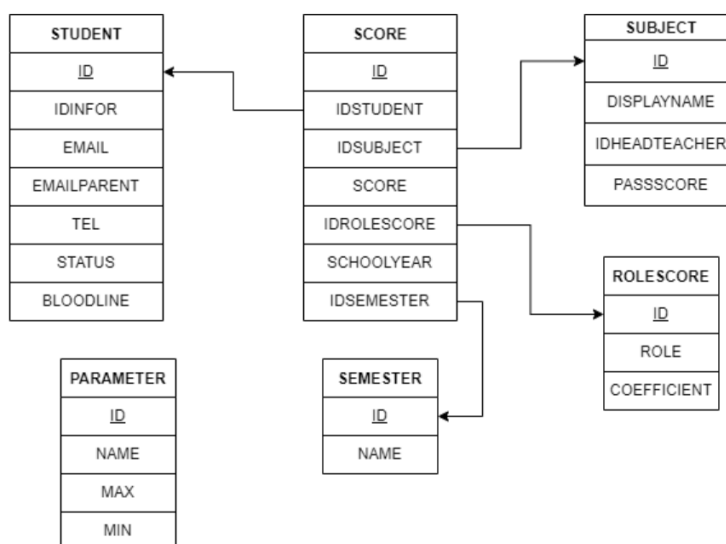 STUDENT
ID
IDINFOR
EMAIL
EMAILPARENT
TEL
STATUS
BLOODLINE
SCORE
ID
IDSTUDENT
IDSUBJECT
SCORE
IDROLESCORE
SCHOOLYEAR
IDSEMESTER
SUBJECT
ID
DISPLAYNAME
IDHEADTEACHER
PASSSCORE
ROLESCORE
ID
ROLE
COEFFICIENT
PARAMETER
ID
NAME
MAX
MIN
SEMESTER
ID
NAME